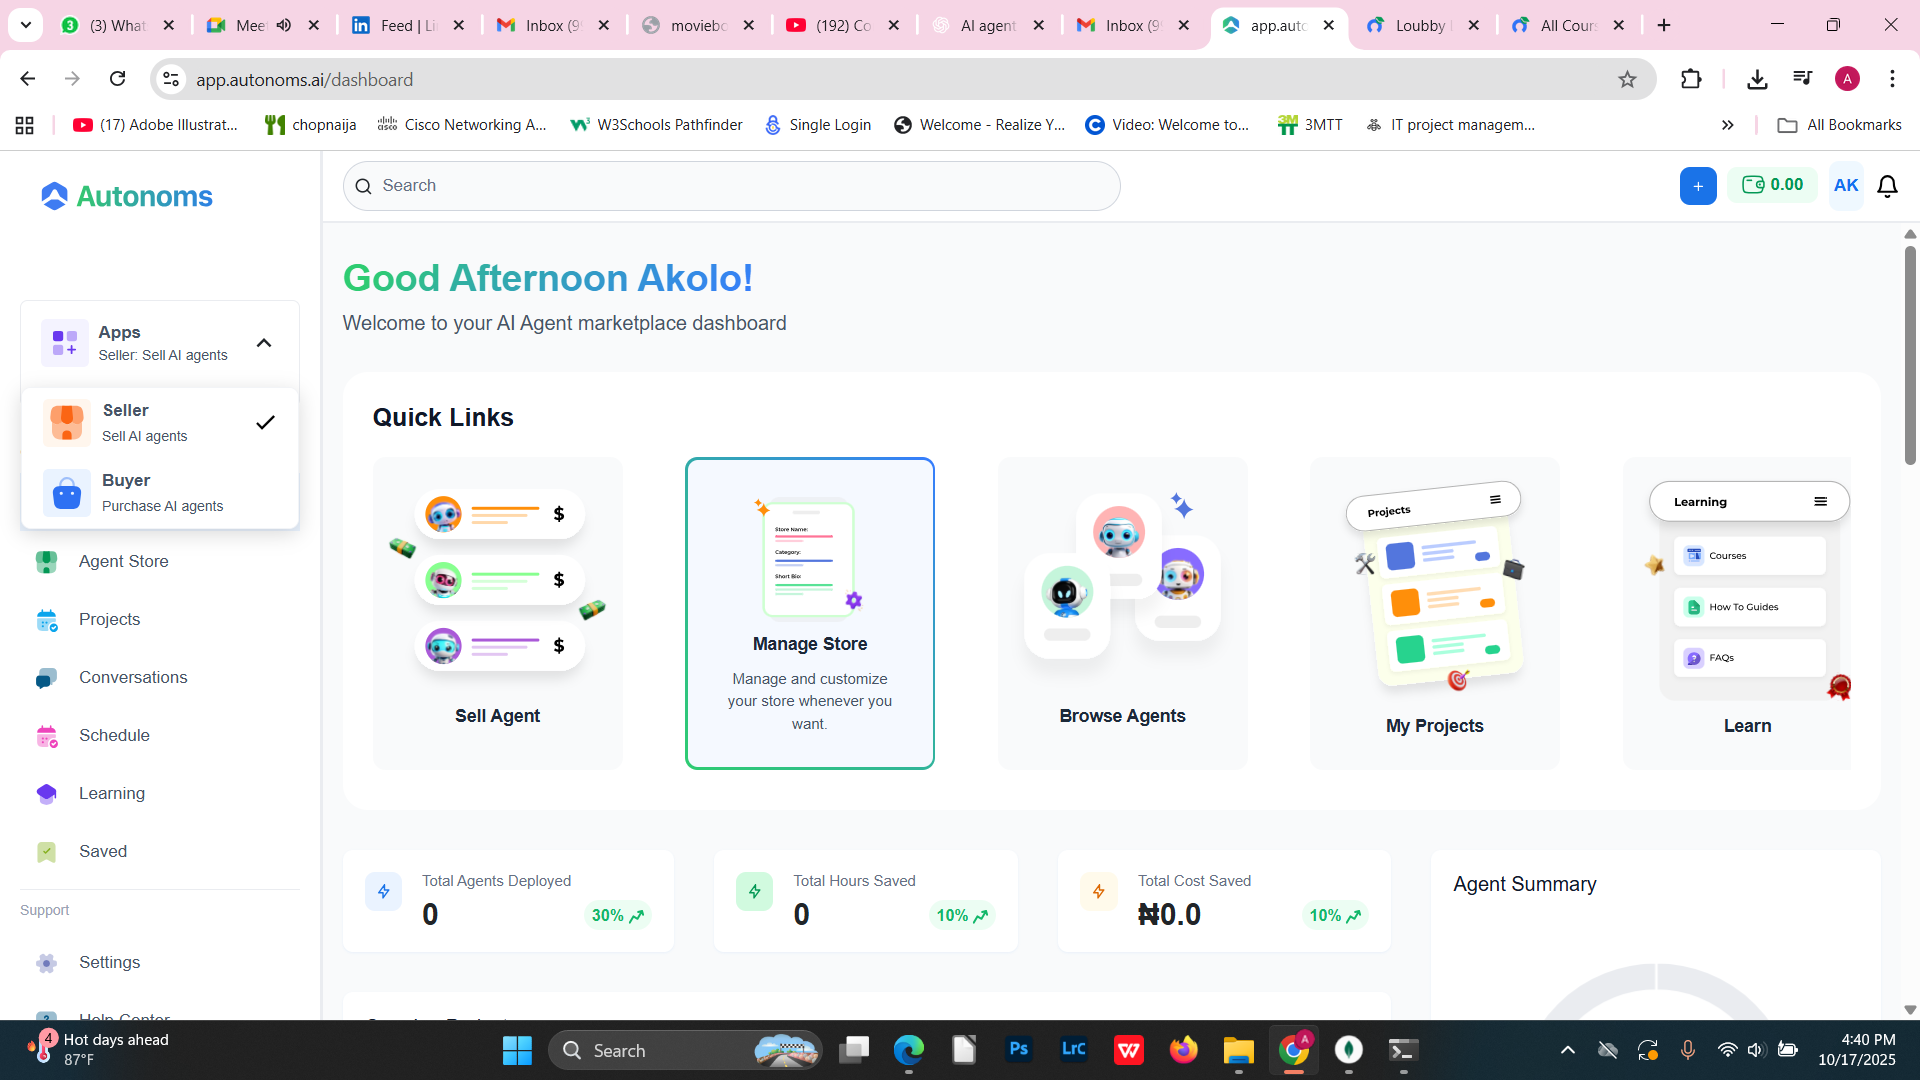 (3) What
Mee
Feed | Li
Inbox (9
moviebo
(192) Co
AI agent
Inbox (9
app.auto
Loubby
All Cour
app.autonoms.ai/dashboard
A
(17) Adobe Illustrat...
chopnaija
Cisco Networking A...
W3Schools Pathfinder
Single Login
Welcome - Realize Y...
Video: Welcome to...
3MTT
IT project managem...
All Bookmarks
Autonoms
Search
+
0.00
AK
Good Afternoon Akolo!
Welcome to your AI Agent marketplace dashboard
Apps
Seller: Sell AI agents
Seller
Sell AI agents
Buyer
Purchase AI agents
Agent Store
Projects
Conversations
Schedule
Learning
Saved
Support
Settings
Help Center
Quick Links
$
$
$
Sell Agent
Store Name:
Category:
Short Bio:
Manage Store
Manage and customize
your store whenever you
want.
Browse Agents
Projects
My Projects
Learning
Courses
How To Guides
FAQs
Learn
Total Agents Deployed
0
30%
Total Hours Saved
0
10%
Total Cost Saved
₦0.0
10%
Agent Summary
4
Hot days ahead
87°F
Search
Ps
LrC
A
4:40 PM
10/17/2025